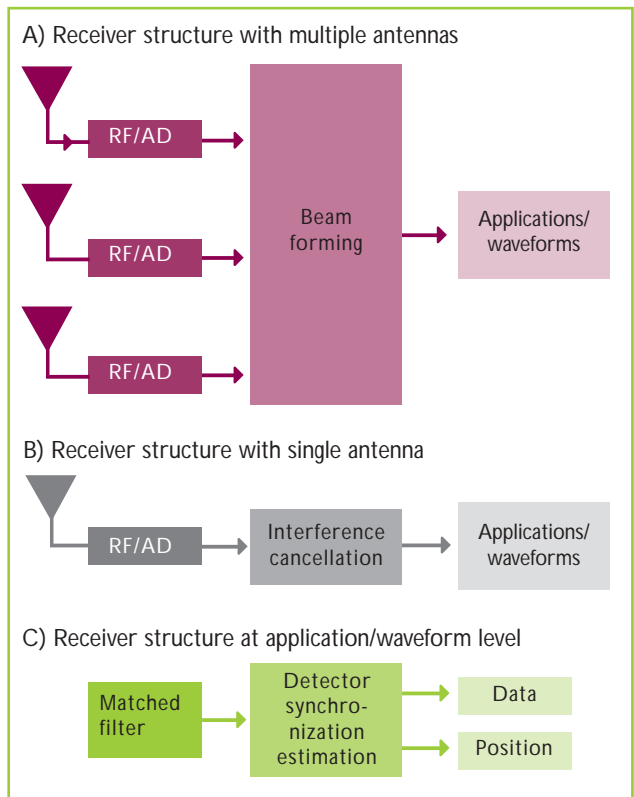 A) Receiver structure with multiple antennas
RF/AD
RF/AD
RF/AD
Beam
forming
Applications/
waveforms
B) Receiver structure with single antenna
RF/AD
Interference
cancellation
Applications/
waveforms
C) Receiver structure at application/waveform level
Matched
filter
Detector
synchro-
nization
estimation
Data
Position